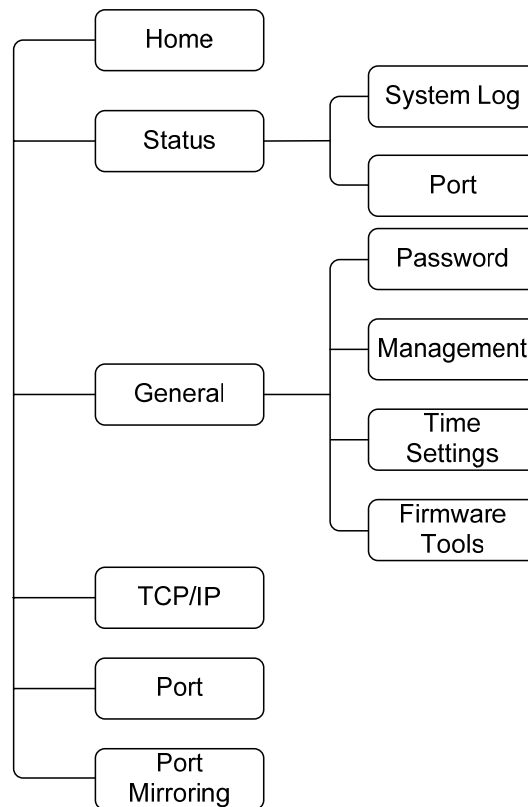 Home
System Log
Status
Port
Password
Management
General
Time
Settings
Firmware
Tools
TCP/IP
Port
Port
Mirroring